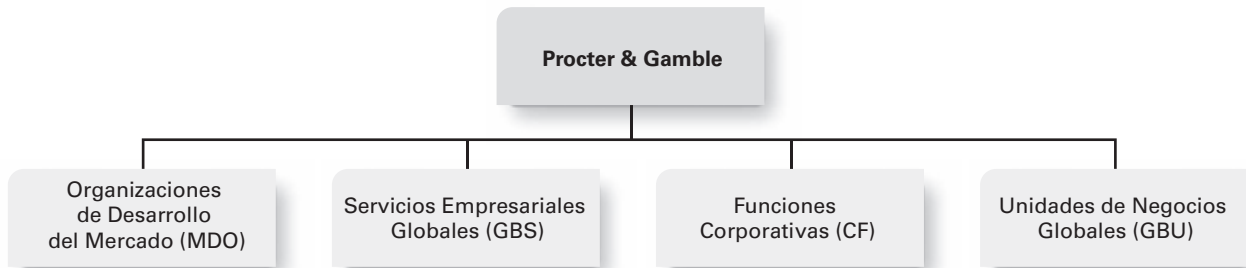 Procter & Gamble
Organizaciones
de Desarrollo
del Mercado (MDO)
Servicios Empresariales
Globales (GBS)
Funciones
Corporativas (CF)
Unidades de Negocios
Globales (GBU)